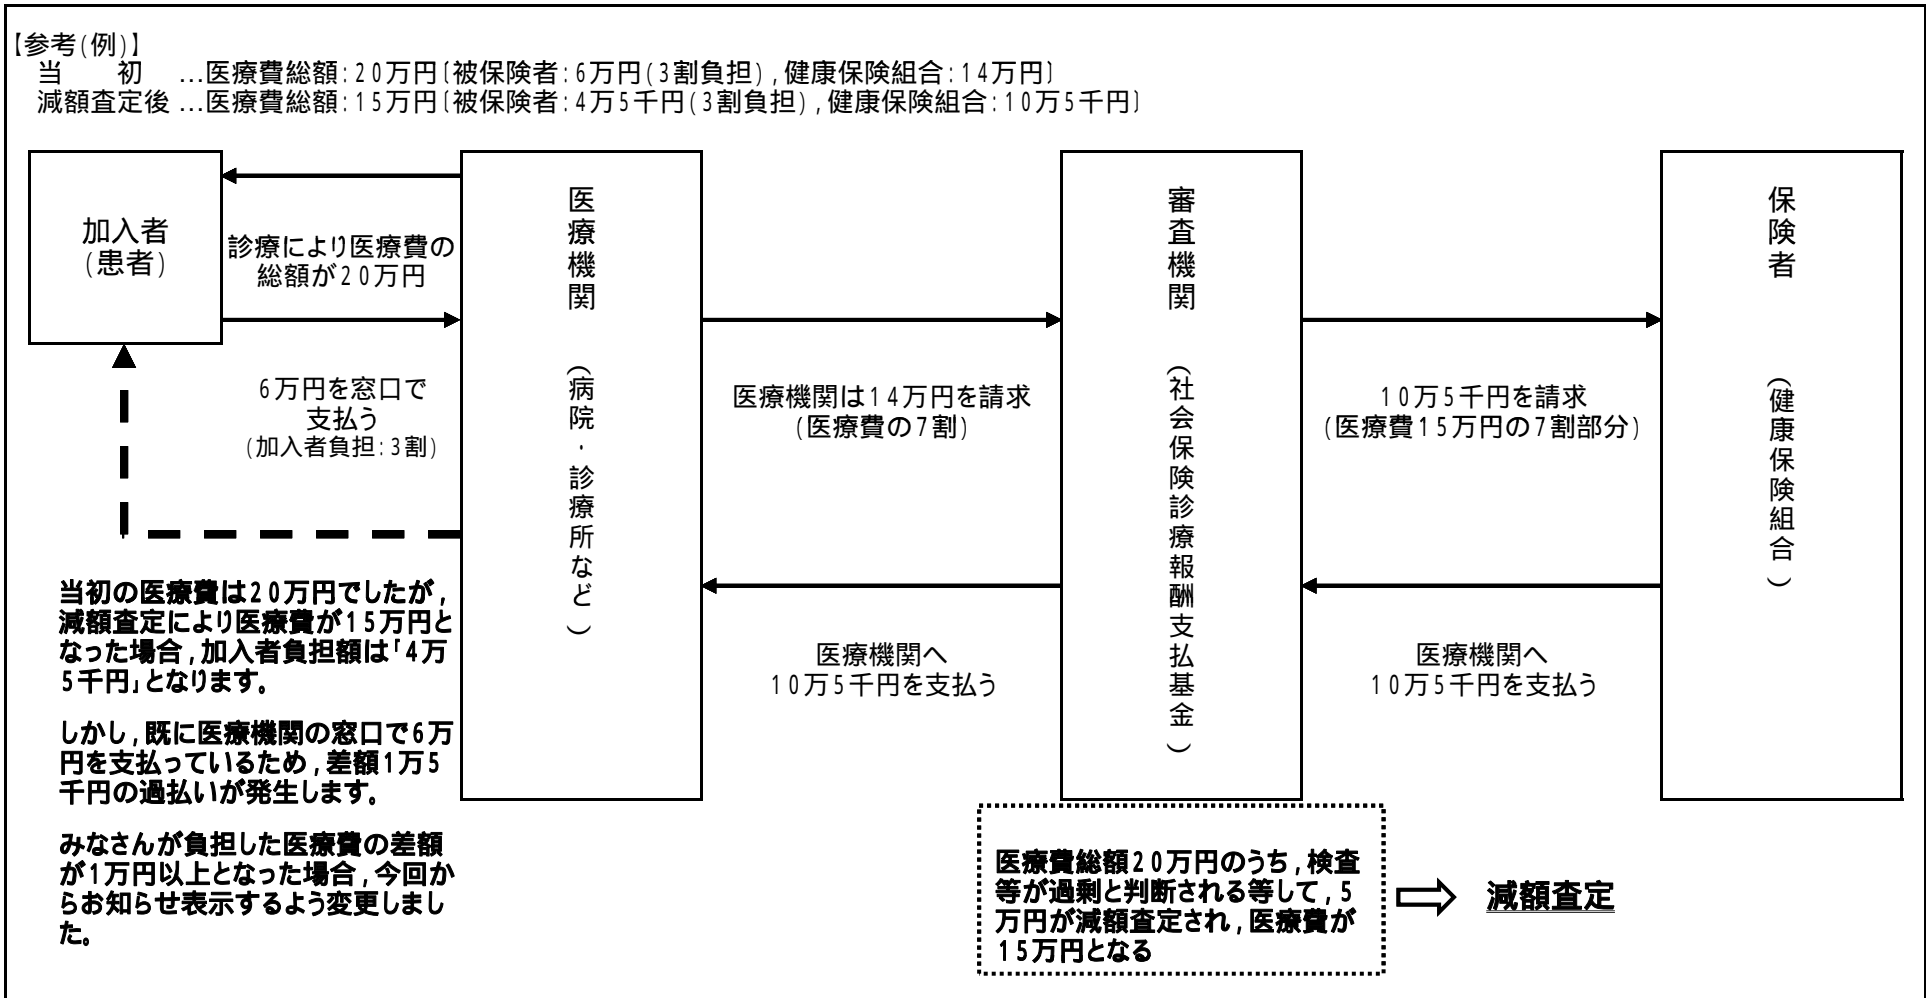 【参考(例)】
当　　初　…医療費総額:20万円〔被保険者:6万円(3割負担),健康保険組合:14万円〕
減額査定後…医療費総額:15万円〔被保険者:4万5千円(3割負担),健康保険組合:10万5千円〕
加入者
(患者)
診療により医療費の
総額が20万円
6万円を窓口で
支払う
(加入者負担:3割)
医療機関　(病院・診療所など)
医療機関は14万円を請求
(医療費の7割)
医療機関へ
10万5千円を支払う
審査機関　(社会保険診療報酬支払基金)
10万5千円を請求
(医療費15万円の7割部分)
医療機関へ
10万5千円を支払う
保険者　(健康保険組合)
当初の医療費は20万円でしたが,
減額査定により医療費が15万円と
なった場合,加入者負担額は「4万
5千円」となります。
しかし,既に医療機関の窓口で6万
円を支払っているため,差額1万5
千円の過払いが発生します。
みなさんが負担した医療費の差額
が1万円以上となった場合,今回か
らお知らせ表示するよう変更しまし
た。
医療費総額20万円のうち,検査
等が過剰と判断される等して,5
万円が減額査定され,医療費が
15万円となる
減額査定